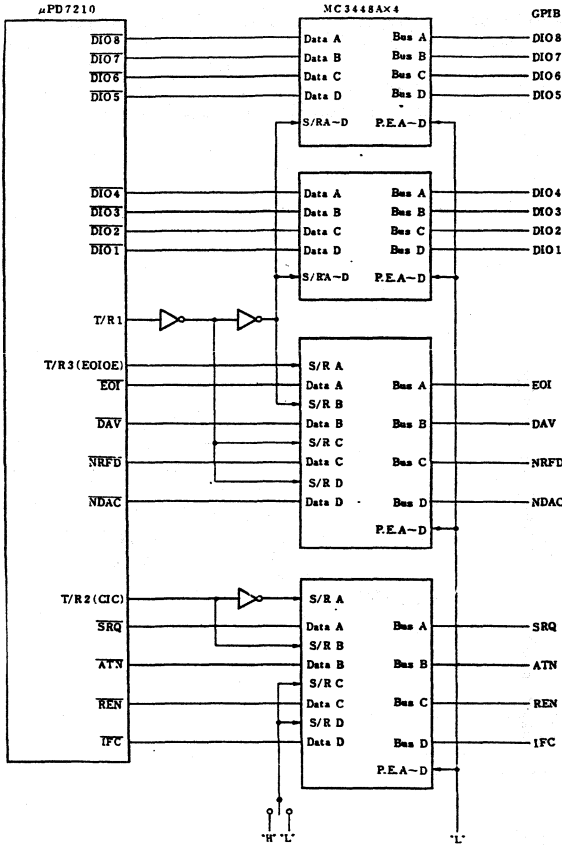 μPD7210 MC3448A×4 GPIB
DIO8 Data A Bus A DIO8
DIO7 Data B Bus B DIO7
DIO6 Data C Bus C DIO6
DIO5 Data D Bus D DIO5
S/RA~D P.E.A~D
DIO4 Data A Bus A DIO4
DIO3 Data B Bus B DIO3
DIO2 Data C Bus C DIO2
DIO1 Data D Bus D DIO1
S/RA~D P.E.A~D
T/R1
T/R3(EOIOE) S/R A
EOI Data A Bus A EOI
S/R B
DAV Data B Bus B DAV
S/R C
NRFD Data C Bus C NRFD
S/R D
NDAC Data D Bus D NDAC
P.E.A~D
T/R2(CIC) S/R A
SRQ Data A Bus A SRQ
S/R B
ATN Data B Bus B ATN
S/R C
REN Data C Bus C REN
S/R D
IFC Data D Bus D IFC
P.E.A~D
"H" "L" "L"